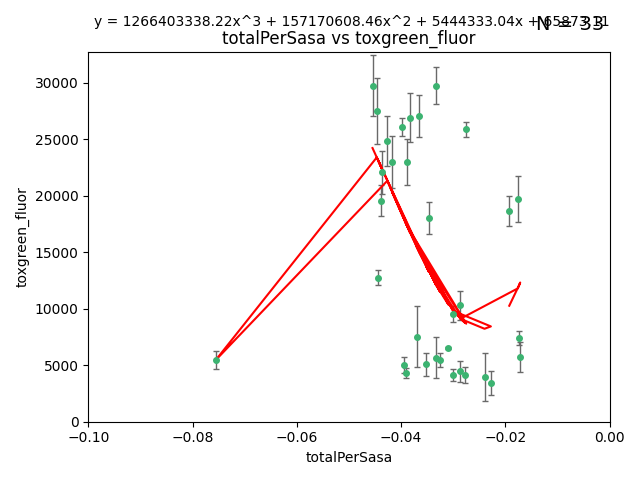 y = 1266403338.22x^3 + 157170608.46x^2 + 5444333.04x + 
N = 33
totalPerSasa vs toxgreen_fluor
30000
25000
20000
15000
10000
5000
0
toxgreen_fluor
−0.10 −0.08 −0.06 −0.04 −0.02 0.00
totalPerSasa